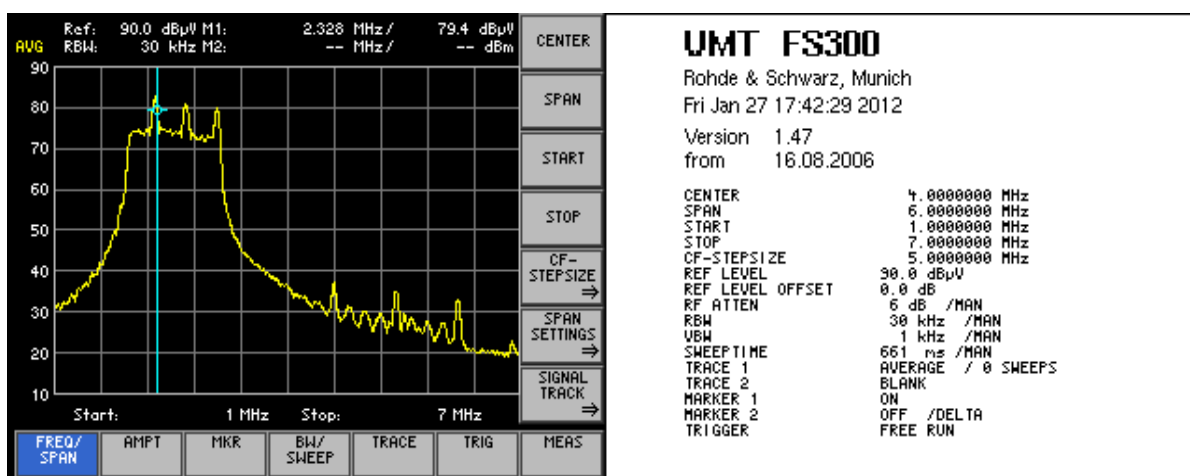 Ref: 90.0 dBµV M1: 2.328 MHz/ 79.4 dBµV
AVG RBW: 30 kHz M2: -- MHz/ -- dBm
90
80
70
60
50
40
30
20
10
Start: 1 MHz Stop: 7 MHz
CENTER
SPAN
START
STOP
CF-
STEPSIZE
⇒
SPAN
SETTINGS
⇒
SIGNAL
TRACK
⇒
FREQ/
SPAN
AMPT
MKR
BW/
SWEEP
TRACE
TRIG
MEAS
UMT FS300
Rohde & Schwarz, Munich
Fri Jan 27 17:42:29 2012
Version 1.47
from 16.08.2006
CENTER 4.0000000 MHz
SPAN 6.0000000 MHz
START 1.0000000 MHz
STOP 7.0000000 MHz
CF-STEPSIZE 5.0000000 MHz
REF LEVEL 90.0 dBµV
REF LEVEL OFFSET 0.0 dB
RF ATTEN 6 dB /MAN
RBW 30 kHz /MAN
VBW 1 kHz /MAN
SWEEPTIME 661 ms /MAN
TRACE 1 AVERAGE / 0 SWEEPS
TRACE 2 BLANK
MARKER 1 ON
MARKER 2 OFF /DELTA
TRIGGER FREE RUN